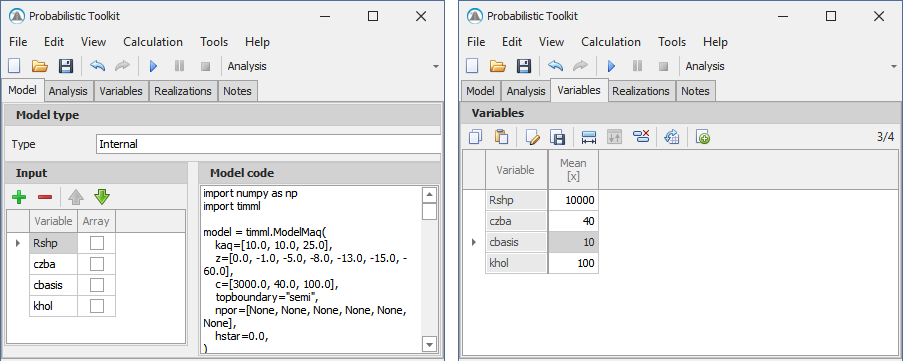 Probabilistic Toolkit
File Edit View Calculation Tools Help
Analysis
Model Analysis Variables Realizations Notes
Model type
Type Internal
Input
Variable Array
Rshp
czba
cbasis
khol
Model code
import numpy as np
import timml
model = timml.ModelMaq(
kaq=[10.0, 10.0, 25.0],
z=[0.0, -1.0, -5.0, -8.0, -13.0, -15.0, -
60.0],
c=[3000.0, 40.0, 100.0],
topboundary="semi",
npor=[None, None, None, None, None,
None],
hstar=0.0,
)
Probabilistic Toolkit
File Edit View Calculation Tools Help
Analysis
Model Analysis Variables Realizations Notes
Variables
3/4
Variable Mean
[x]
Rshp 10000
czba 40
cbasis 10
khol 100